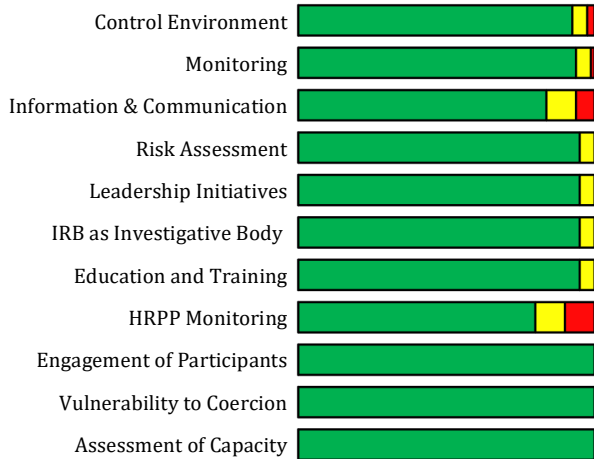 Control Environment
Monitoring
Information & Communication
Risk Assessment
Leadership Initiatives
IRB as Investigative Body
Education and Training
HRPP Monitoring
Engagement of Participants
Vulnerability to Coercion
Assessment of Capacity